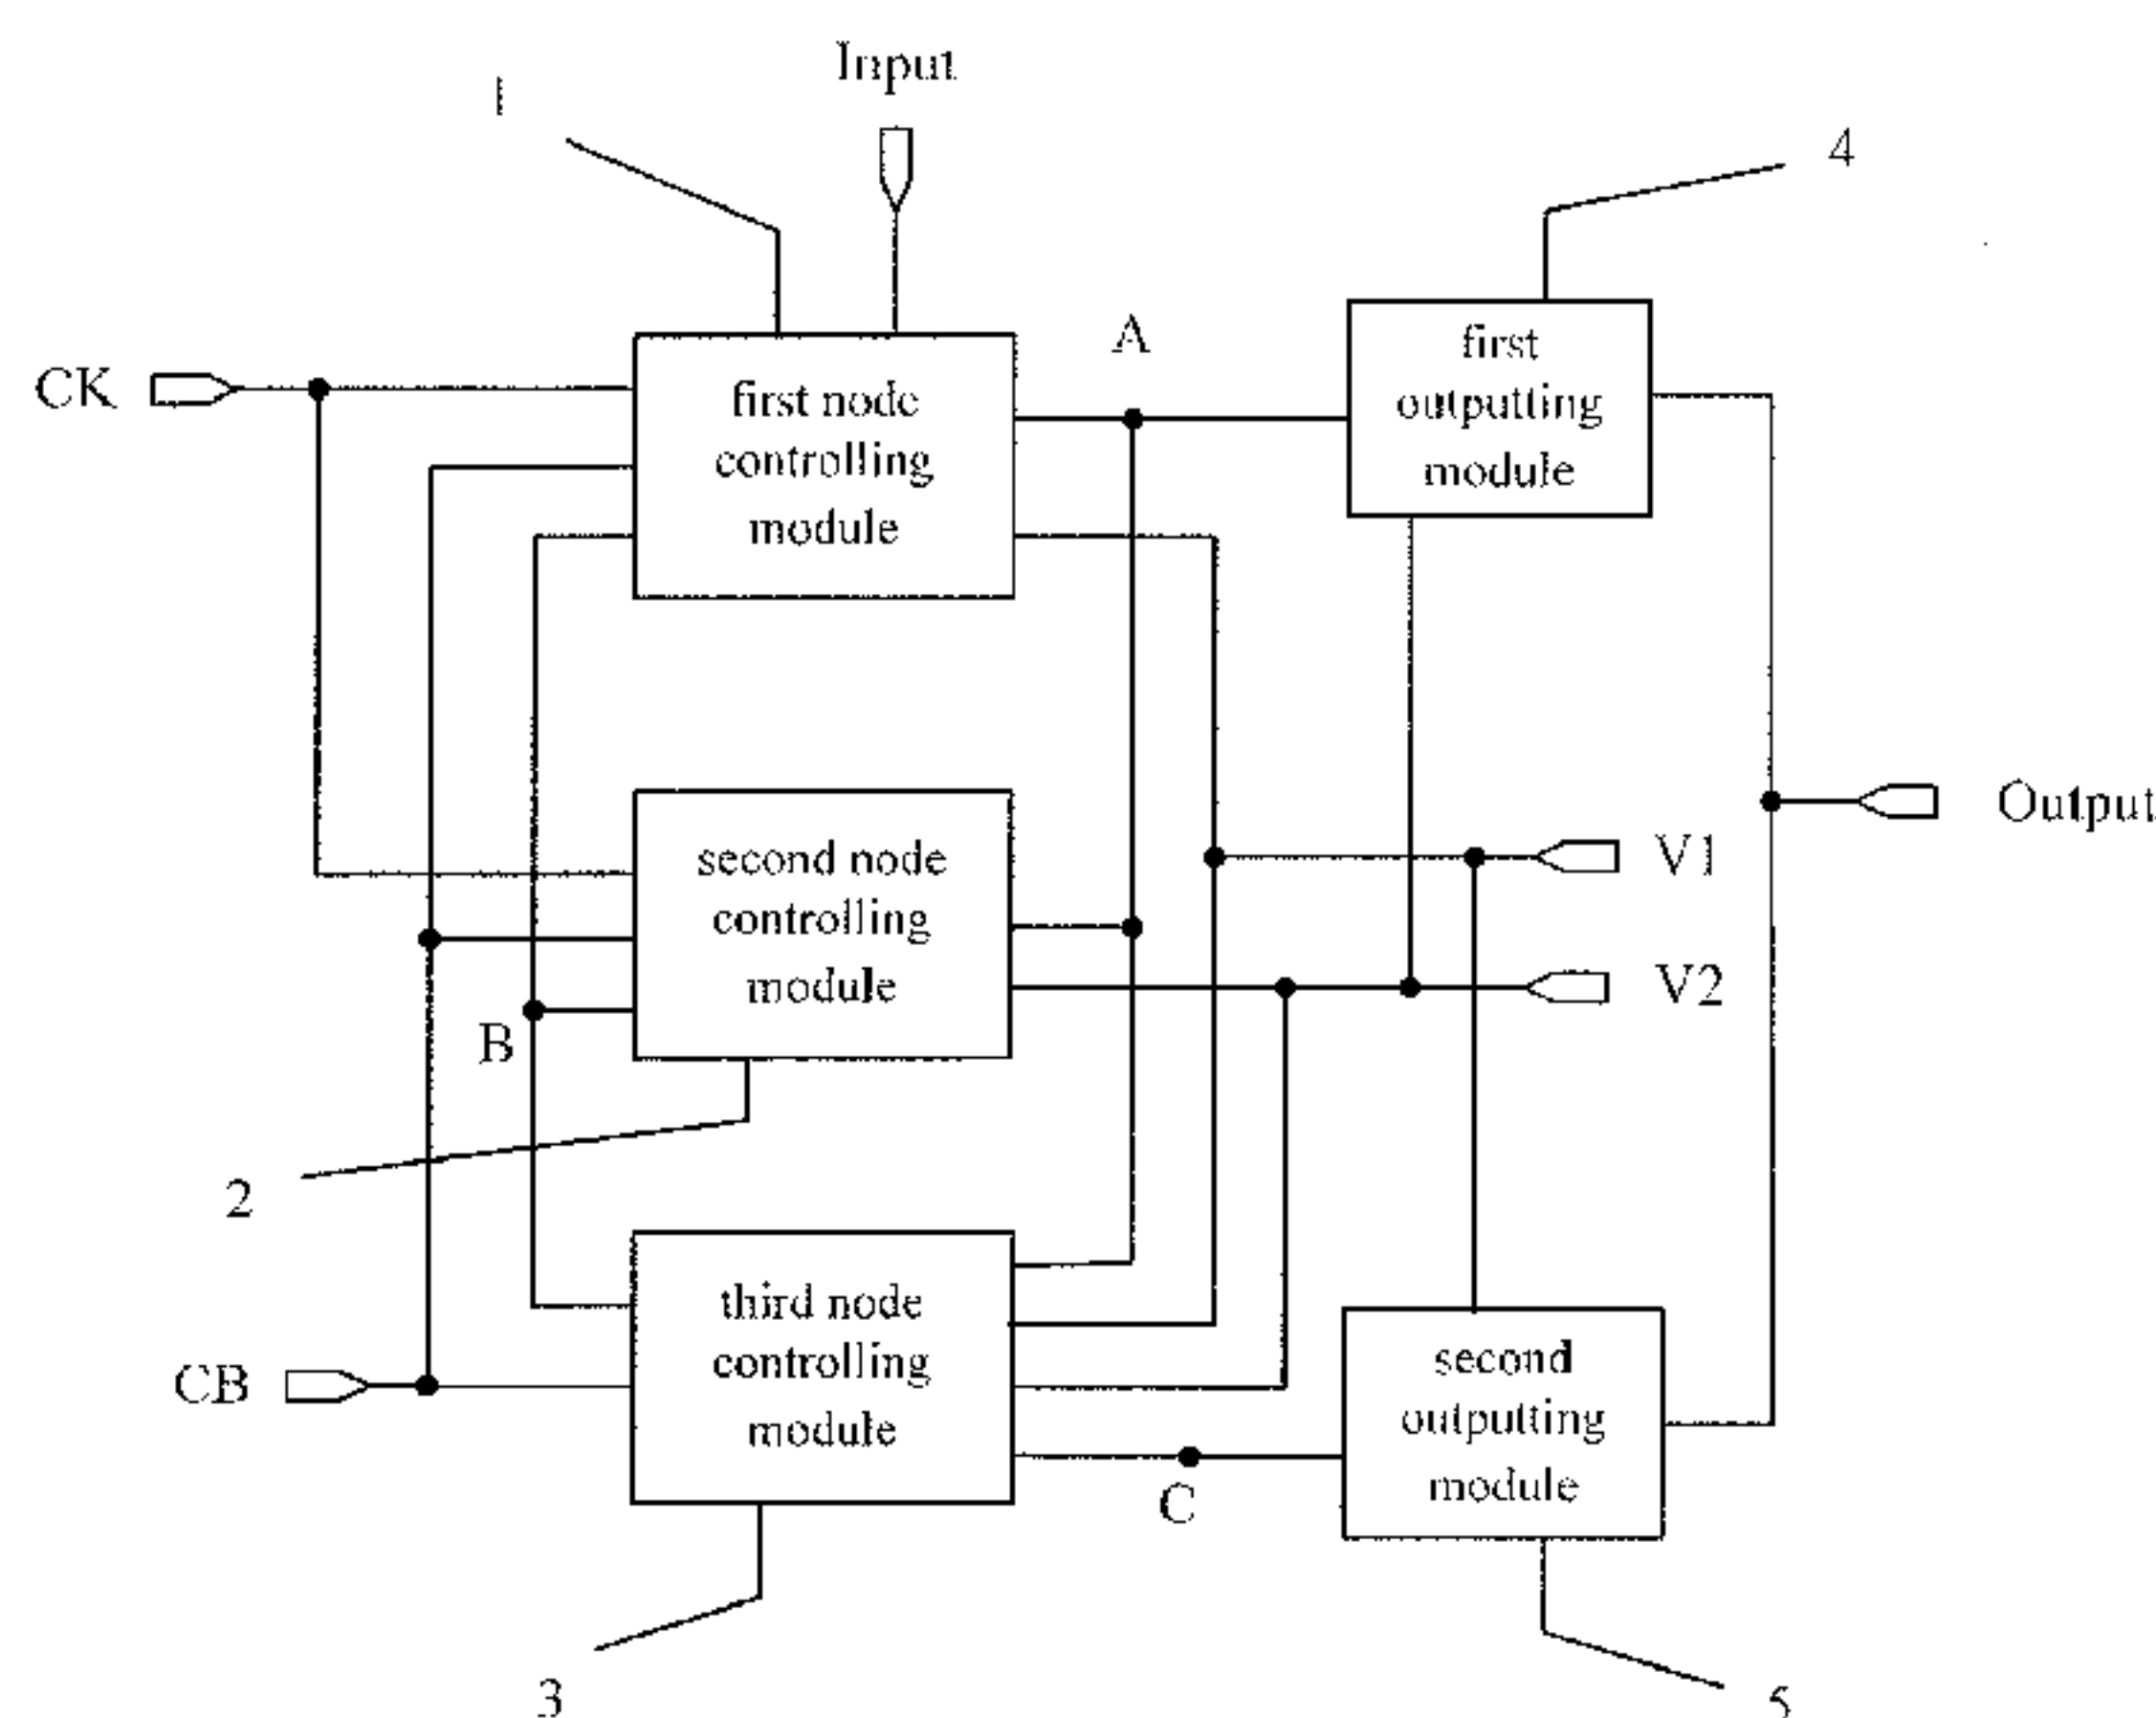 Input
1
4
CK
A
first node
controlling
module
first
outputting
module
second node
controlling
module
B
V1
V2
Output
2
third node
controlling
module
CB
C
second
outputting
module
3
5